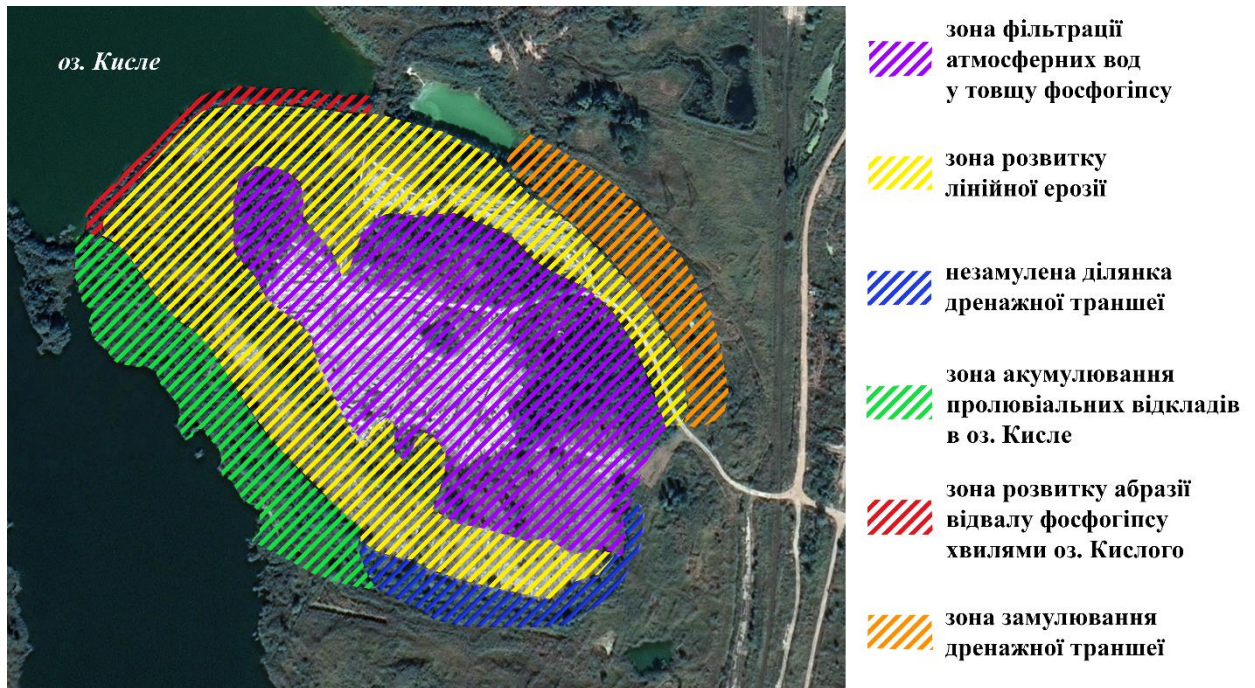 оз. Кисле
зона фільтрації
атмосферних вод
у товщу фосфогіпсу
зона розвитку
лінійної ерозії
незамулена ділянка
дренажної траншеї
зона акумулювання
пролювіальних відкладів
в оз. Кисле
зона розвитку абразії
відвалу фосфогіпсу
хвилями оз. Кислого
зона замулювання
дренажної траншеї